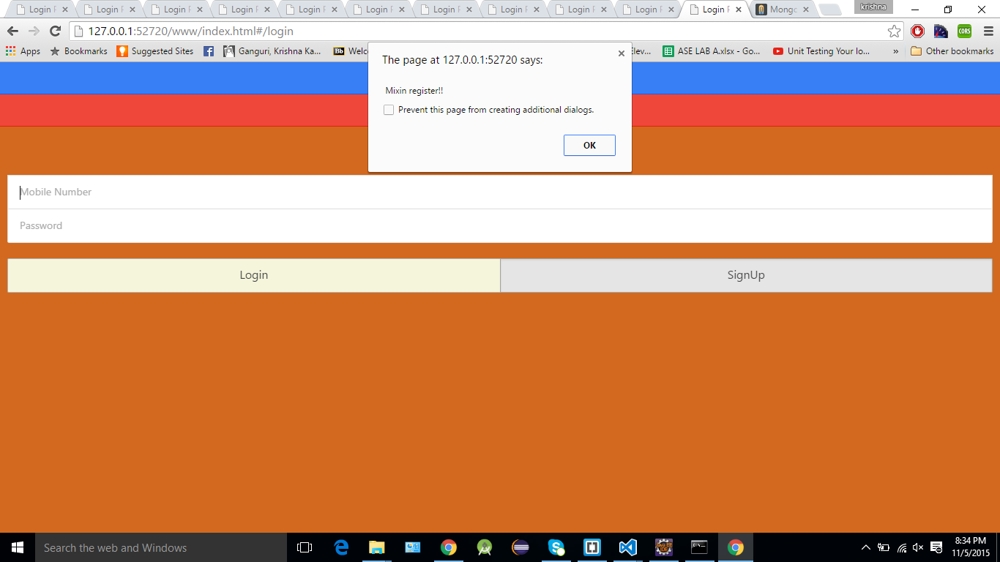 Login P Login P Login P Login P Login P Login P Login P Login P Login P Login P Login P Mongo krishna
127.0.0.1:52720/www/index.html#/login CORS
Apps Bookmarks Suggested Sites Ganguri, Krishna Ka... Bb Welco Elev... ASE LAB A.xlsx - Go... Unit Testing Your Io... » Other bookmarks
The page at 127.0.0.1:52720 says:
Mixin register!!
Prevent this page from creating additional dialogs.
OK
Mobile Number
Password
Login SignUp
Search the web and Windows
8:34 PM
11/5/2015